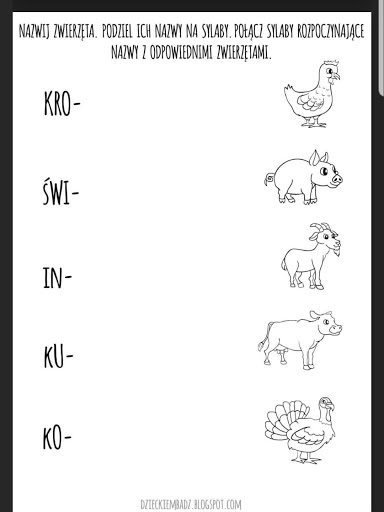 NAZWIJ ZWIERZĘTA. PODZIEL ICH NAZWY NA SYLABY. POŁĄCZ SYLABY ROZPOCZYNAJĄCE
NAZWY Z ODPOWIEDNIMI ZWIERZĘTAMI.
KRO-
ŚWI-
IN-
KU-
KO-
DZIECKIEMBADZ.BLOGSPOT.COM